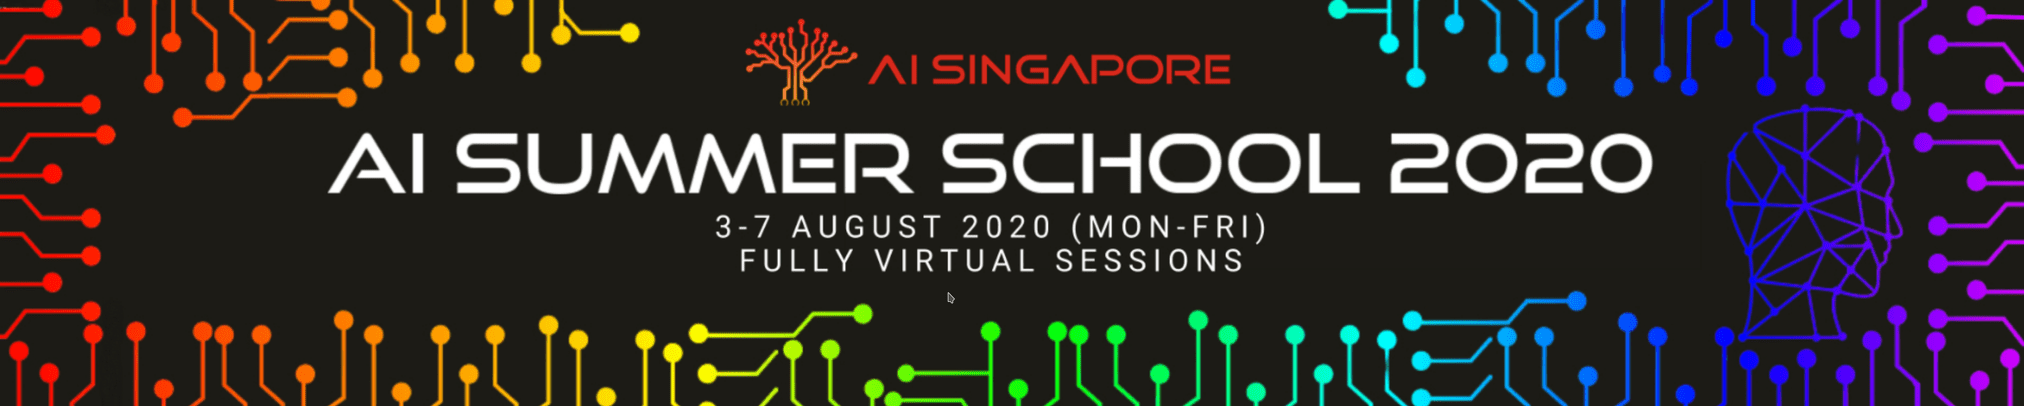 AI SINGAPORE
AI SUMMER SCHOOL 2020
3-7 AUGUST 2020 (MON-FRI)
FULLY VIRTUAL SESSIONS